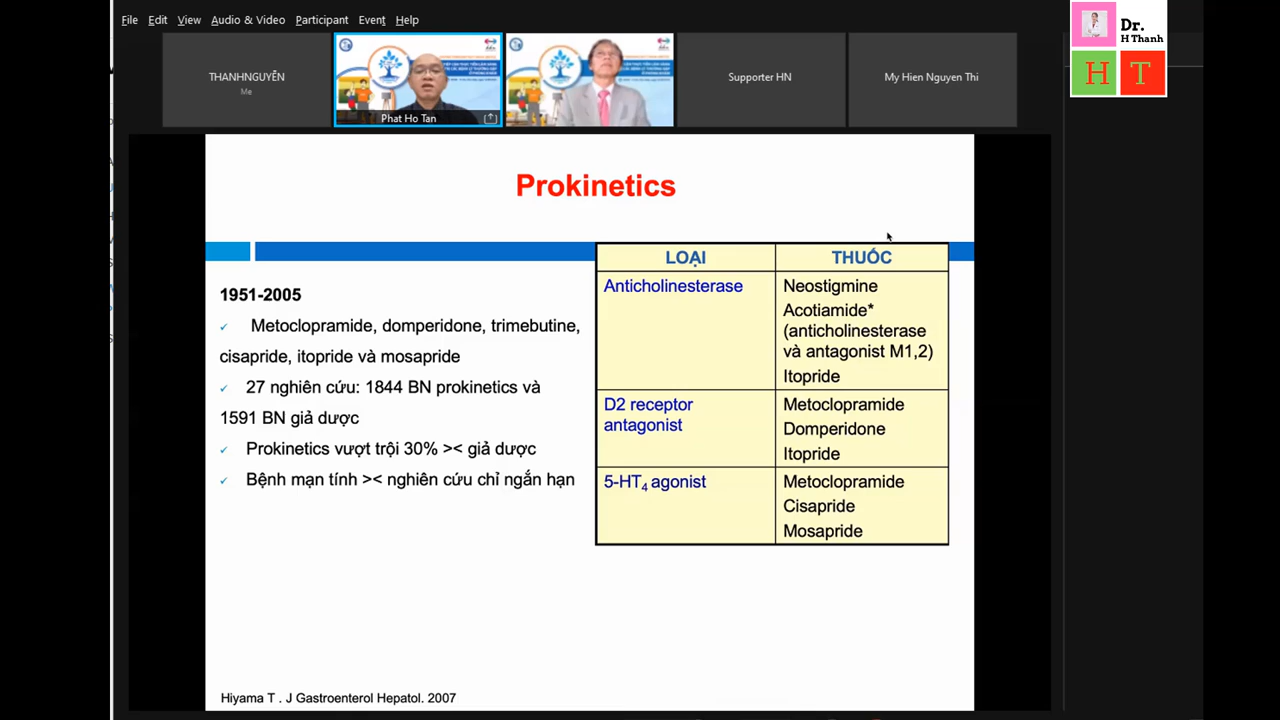 File Edit View Audio & Video Participant Event Help
Dr.
H Thanh
H T
THANHNGUYỄN
Me
Phat Ho Tan
Supporter HN
My Hien Nguyen Thi
Prokinetics
1951-2005
✓ Metoclopramide, domperidone, trimebutine,
cisapride, itopride và mosapride
✓ 27 nghiên cứu: 1844 BN prokinetics và
1591 BN giả dược
✓ Prokinetics vượt trội 30% >< giả dược
✓ Bệnh mạn tính >< nghiên cứu chỉ ngắn hạn
LOẠI THUỐC
Anticholinesterase
Neostigmine
Acotiamide*
(anticholinesterase
và antagonist M1,2)
Itopride
D2 receptor
antagonist
Metoclopramide
Domperidone
Itopride
5-HT4 agonist
Metoclopramide
Cisapride
Mosapride
Hiyama T . J Gastroenterol Hepatol. 2007